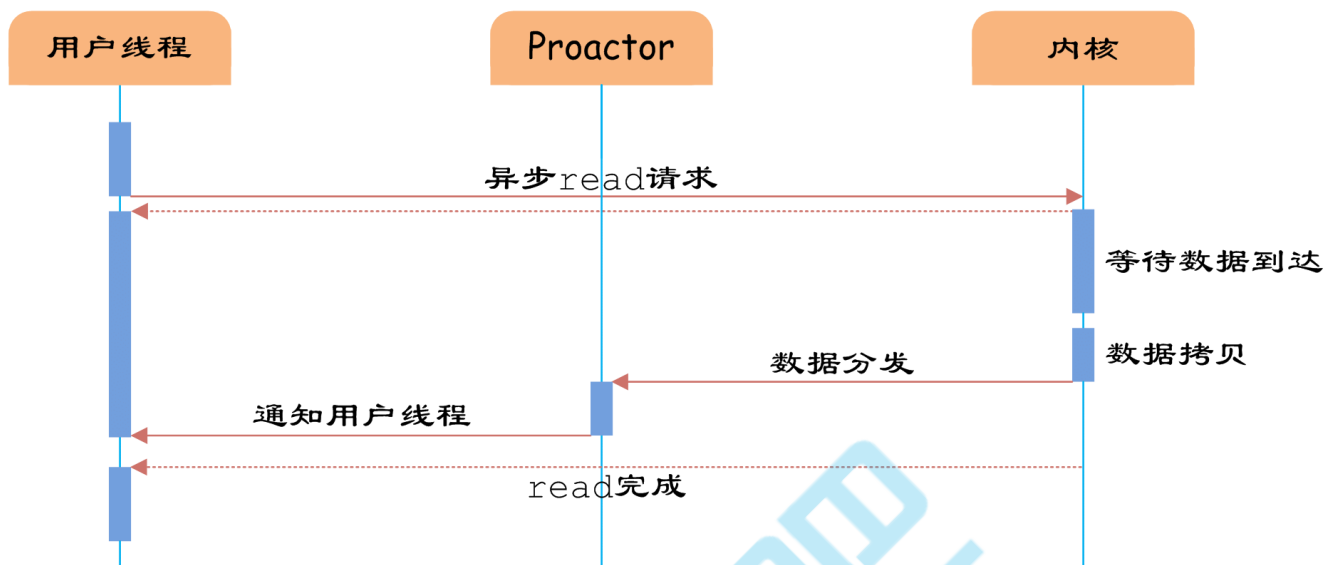 用户线程
Proactor
内核
异步read请求
等待数据到达
数据拷贝
数据分发
通知用户线程
read完成